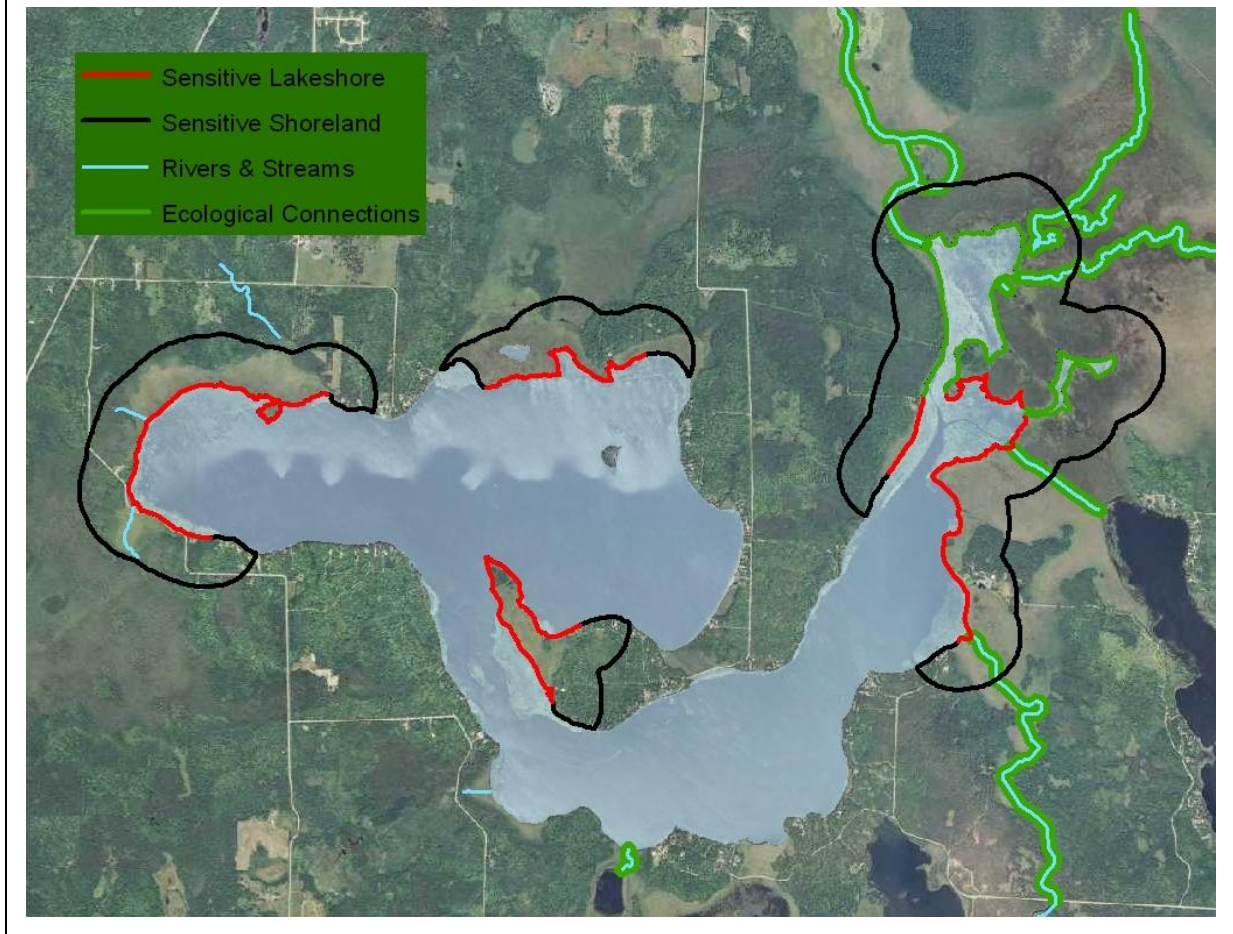 Sensitive Lakeshore
Sensitive Shoreland
Rivers & Streams
Ecological Connections